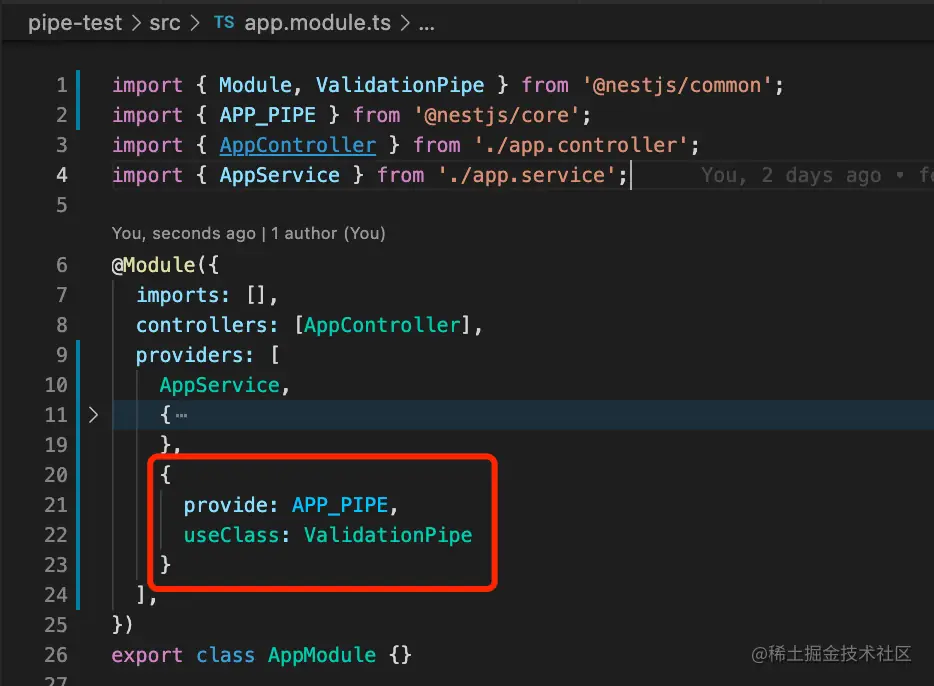 pipe-test > src > TS app.module.ts > ...
1 import { Module, ValidationPipe } from '@nestjs/common';
2 import { APP_PIPE } from '@nestjs/core';
3 import { AppController } from './app.controller';
4 import { AppService } from './app.service'; You, 2 days ago •
5
You, seconds ago | 1 author (You)
6 @Module({
7 imports: [],
8 controllers: [AppController],
9 providers: [
10 AppService,
11 > {…
19 },
20 {
21 provide: APP_PIPE,
22 useClass: ValidationPipe
23 }
24 ],
25 })
26 export class AppModule {}
27
@稀土掘金技术社区